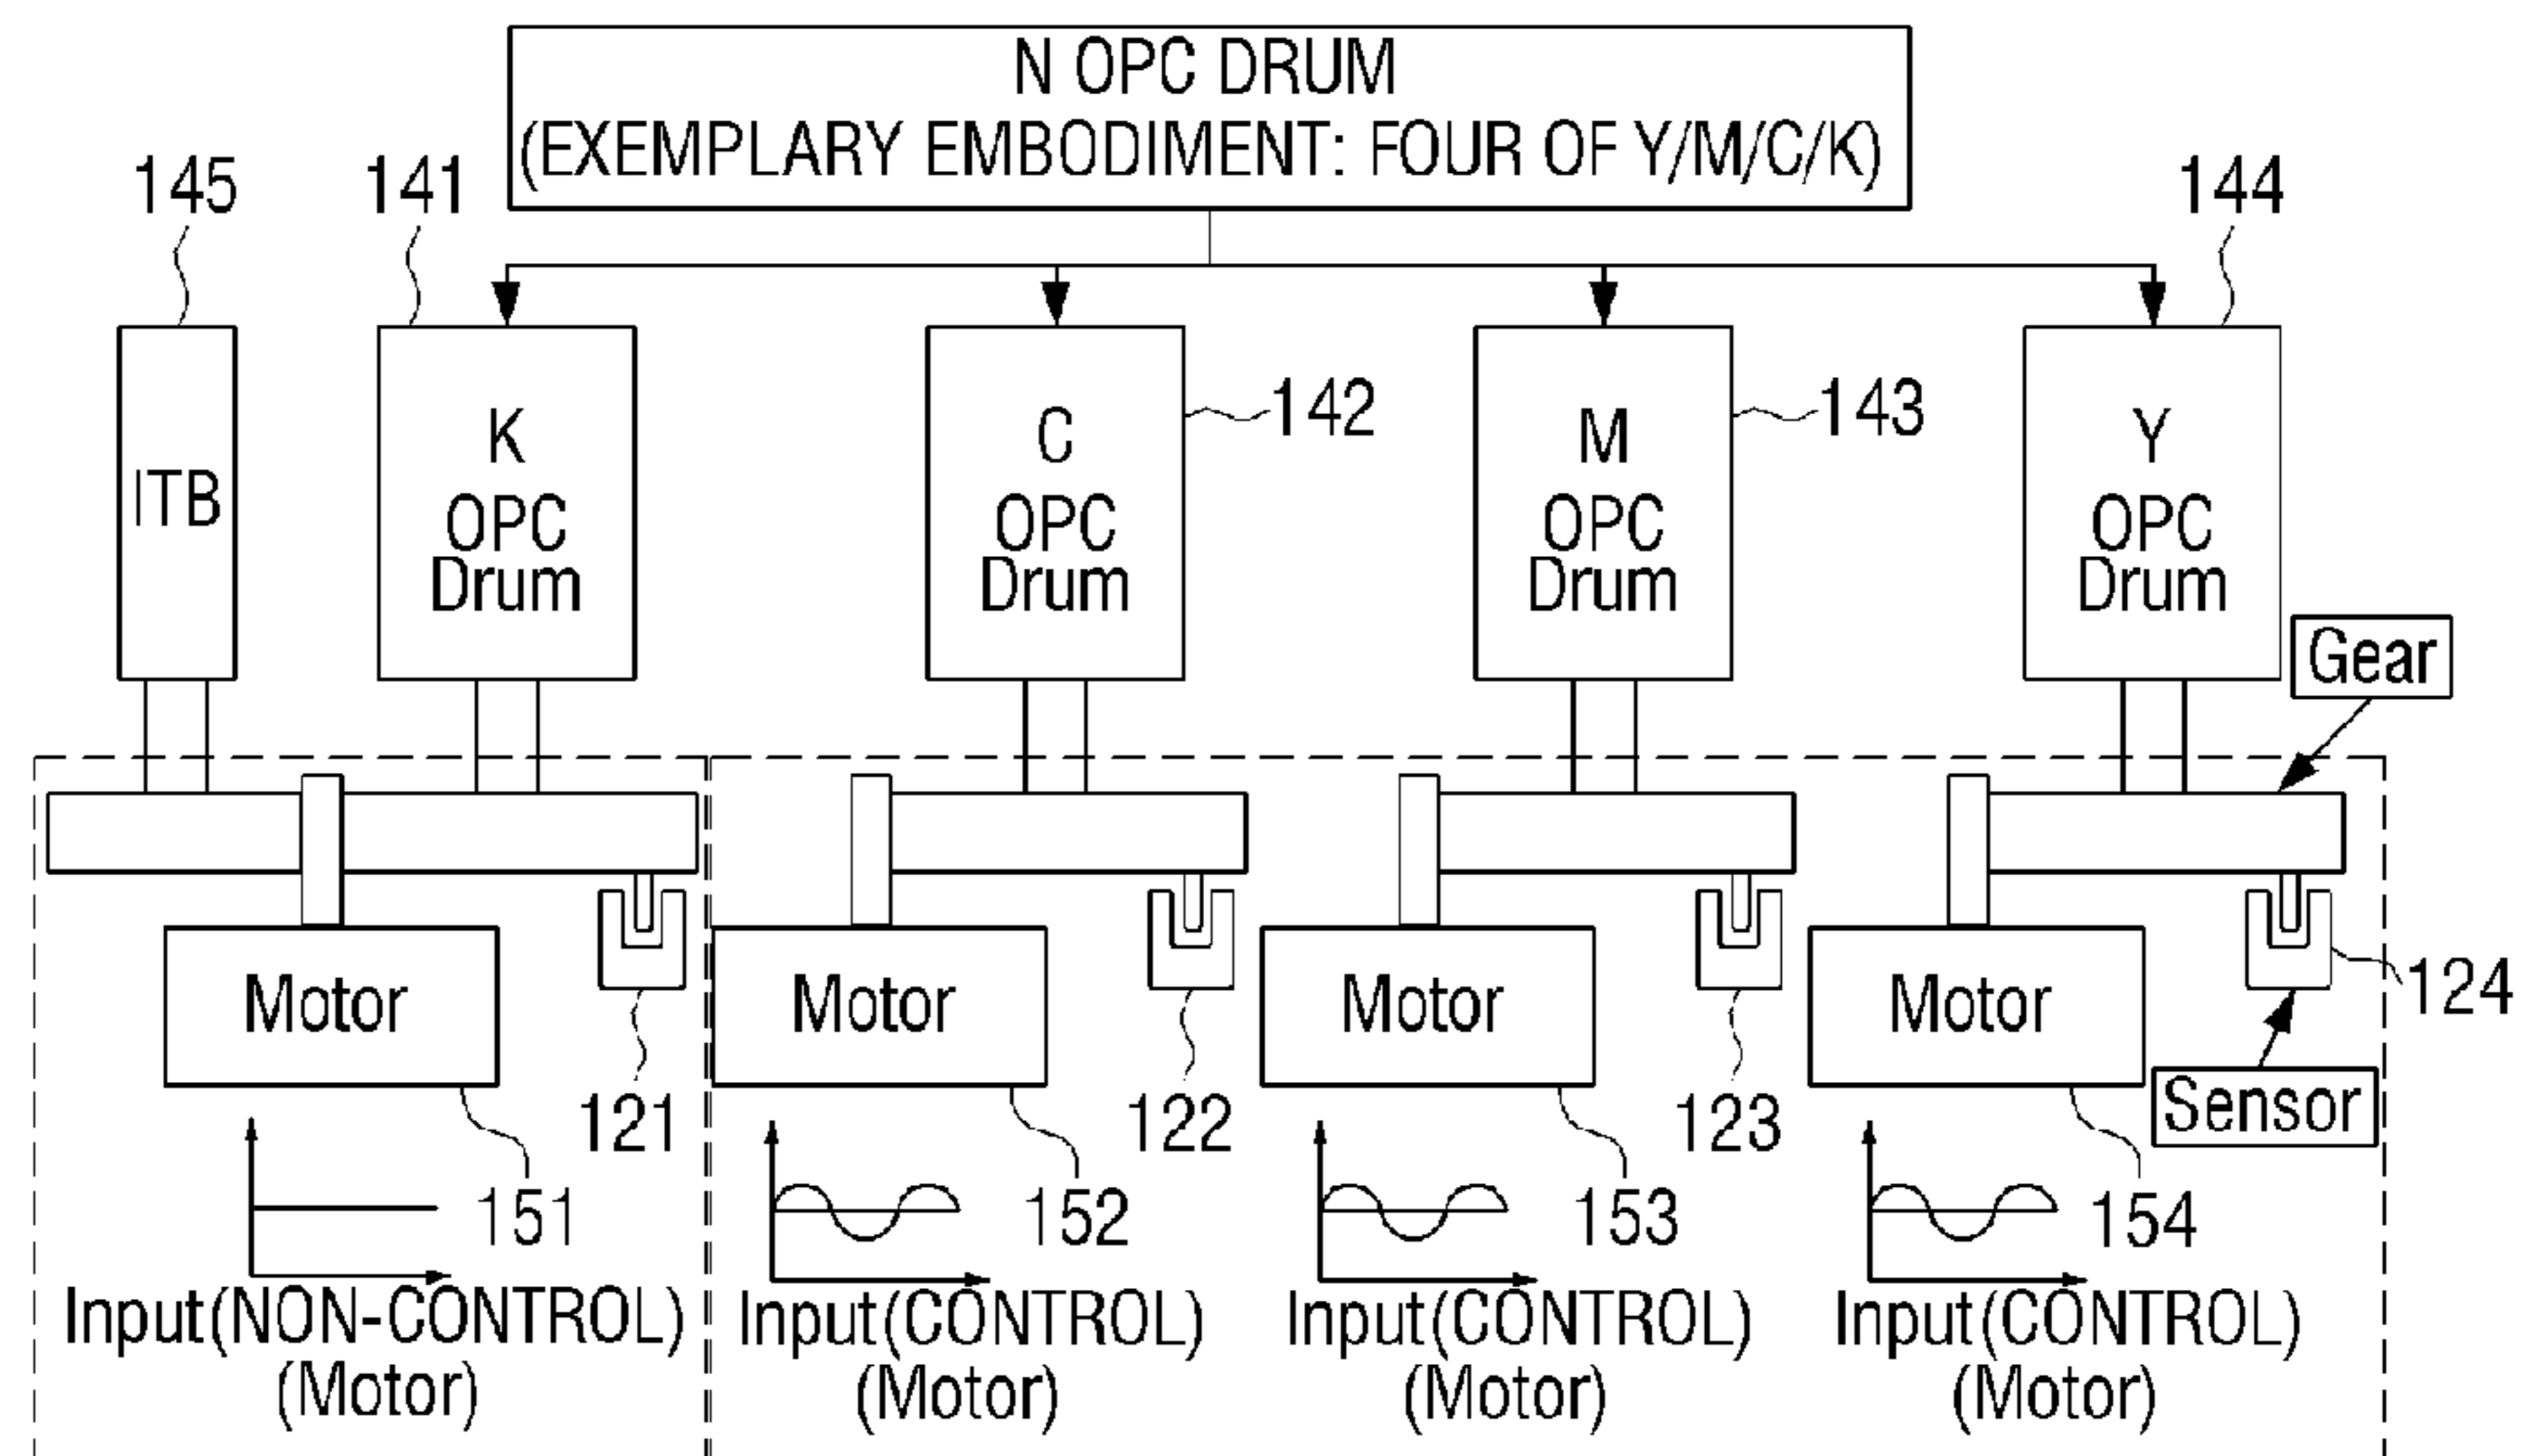 N OPC DRUM
(EXEMPLARY EMBODIMENT: FOUR OF Y/M/C/K)
145
141
144
ITB
K
OPC
Drum
C
OPC
Drum
142
M
OPC
Drum
143
Y
OPC
Drum
Gear
Motor
Motor
Motor
Motor
124
Sensor
121
122
123
151
152
153
154
Input(NON-CONTROL)
(Motor)
Input(CONTROL)
(Motor)
Input(CONTROL)
(Motor)
Input(CONTROL)
(Motor)